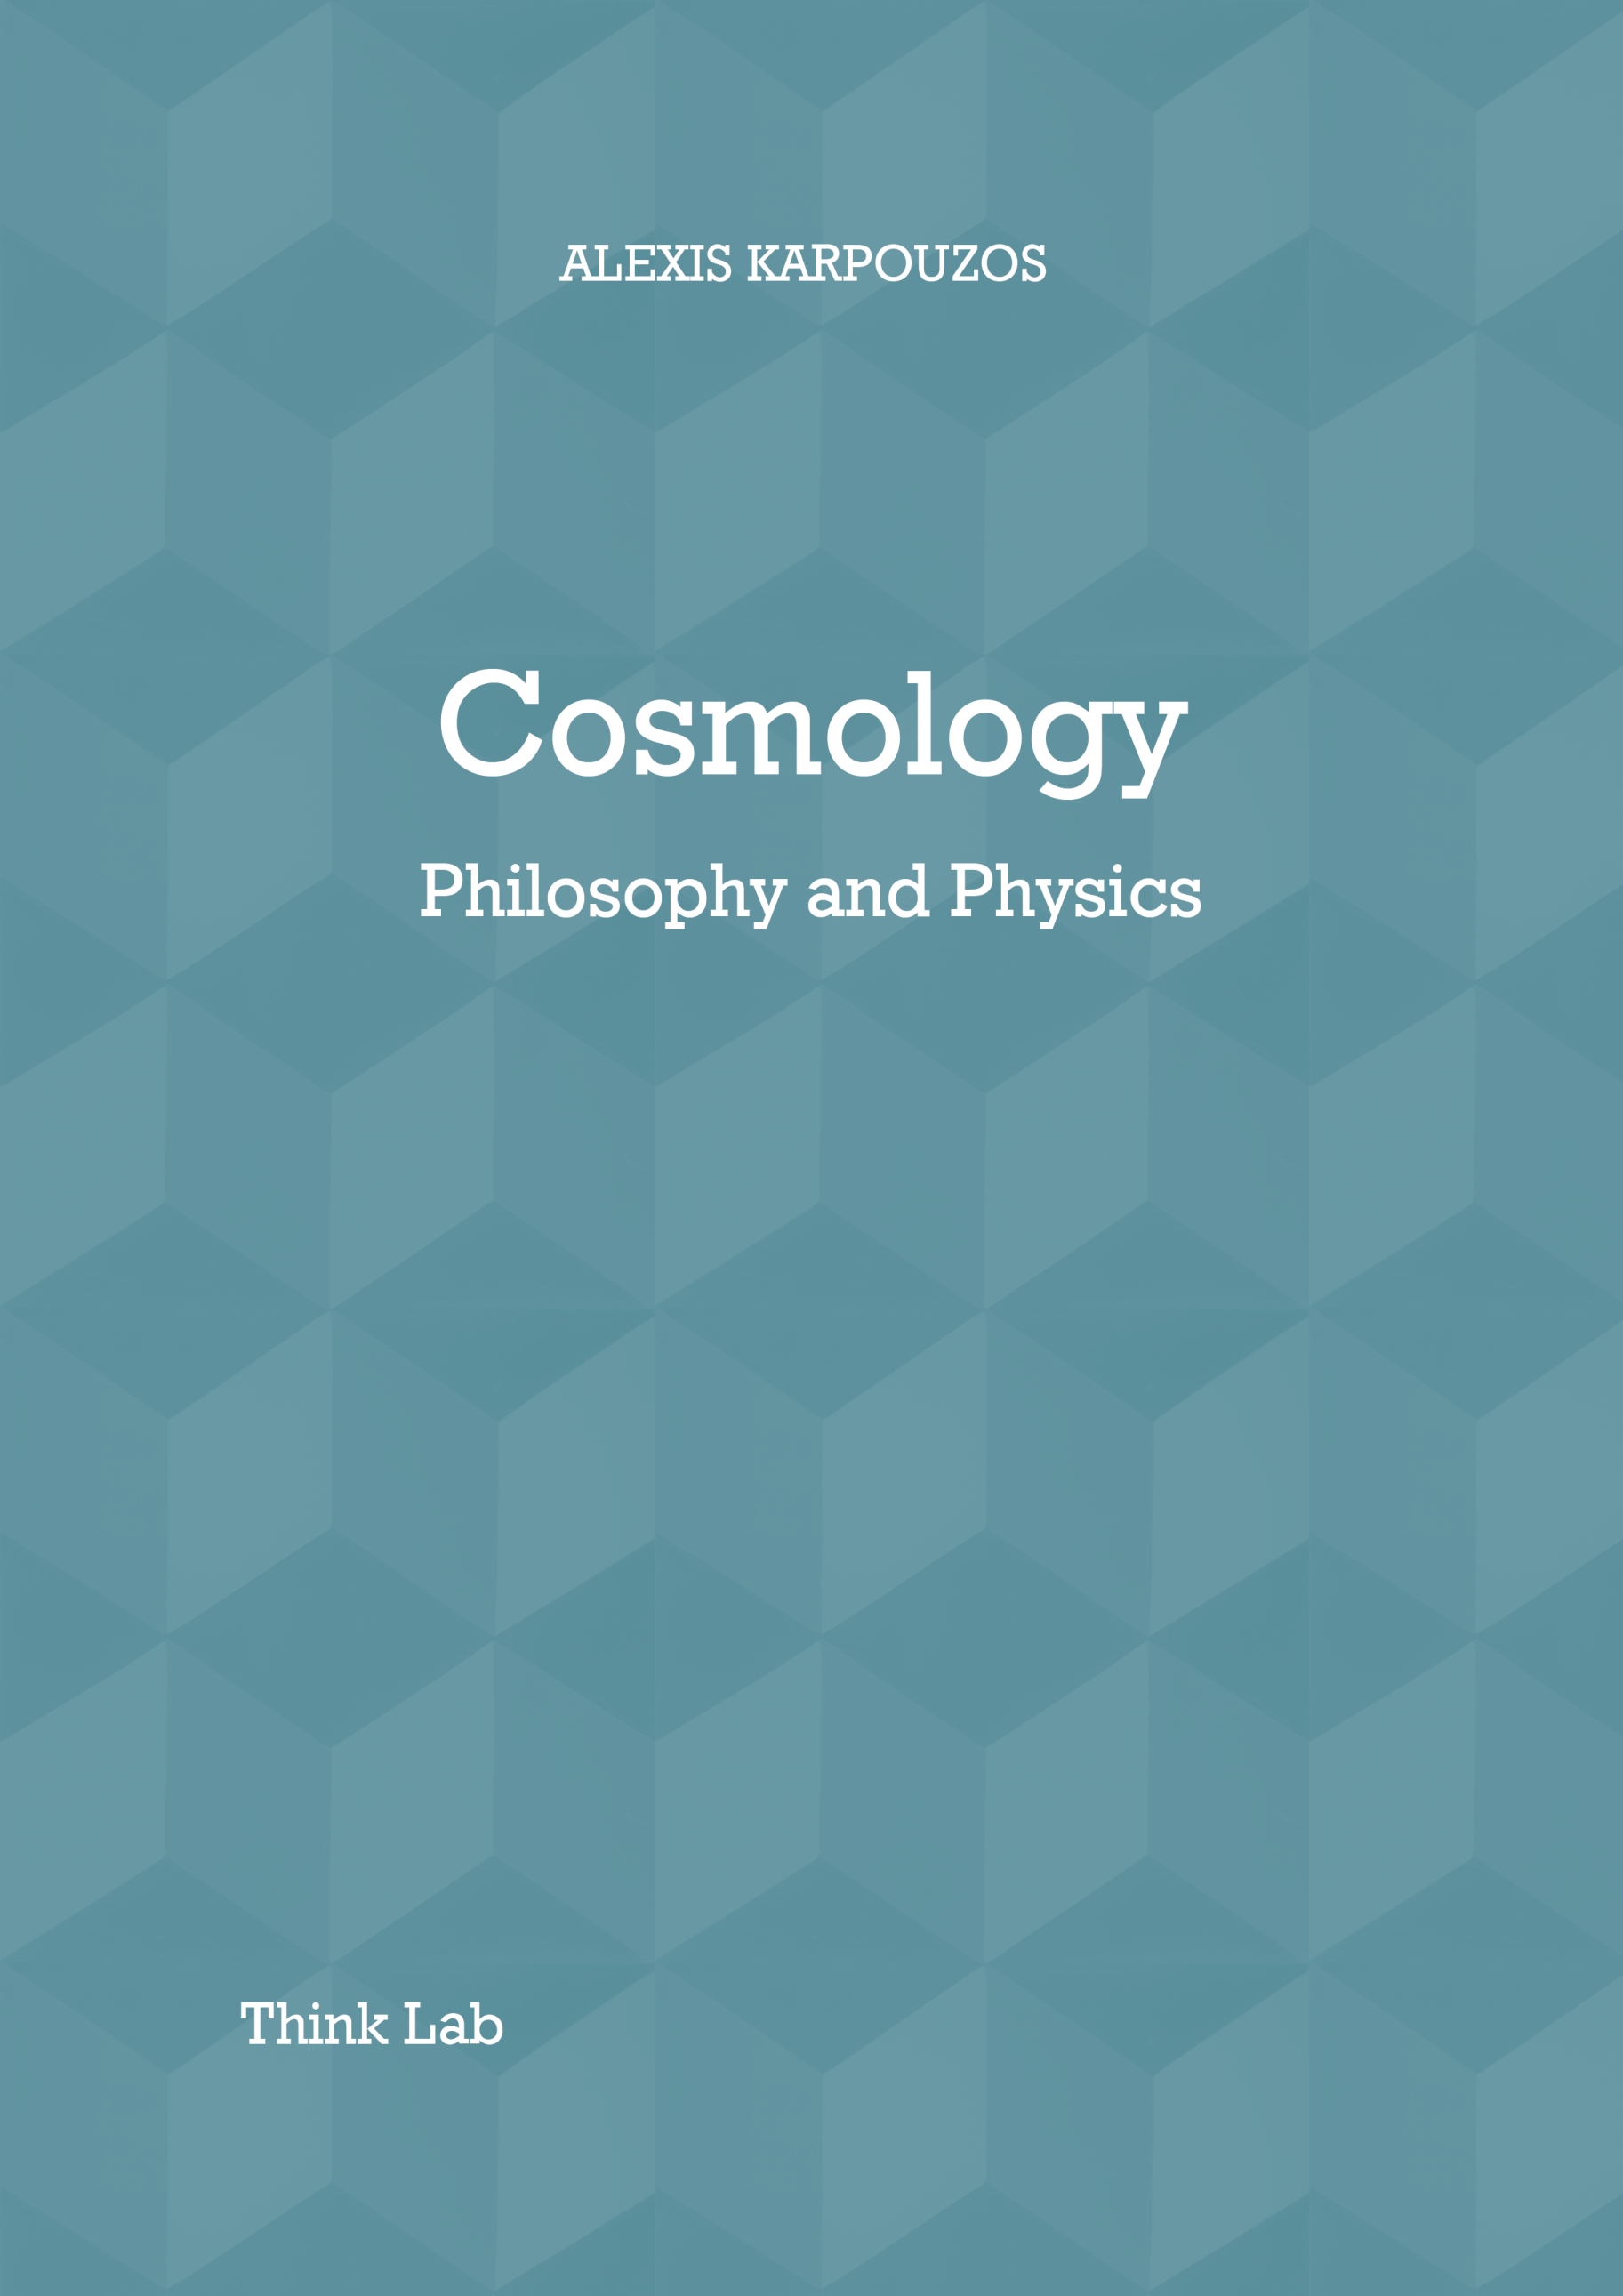 ALEXIS KARPOUZOS
Cosmology
Philosophy and Physics
Think Lab